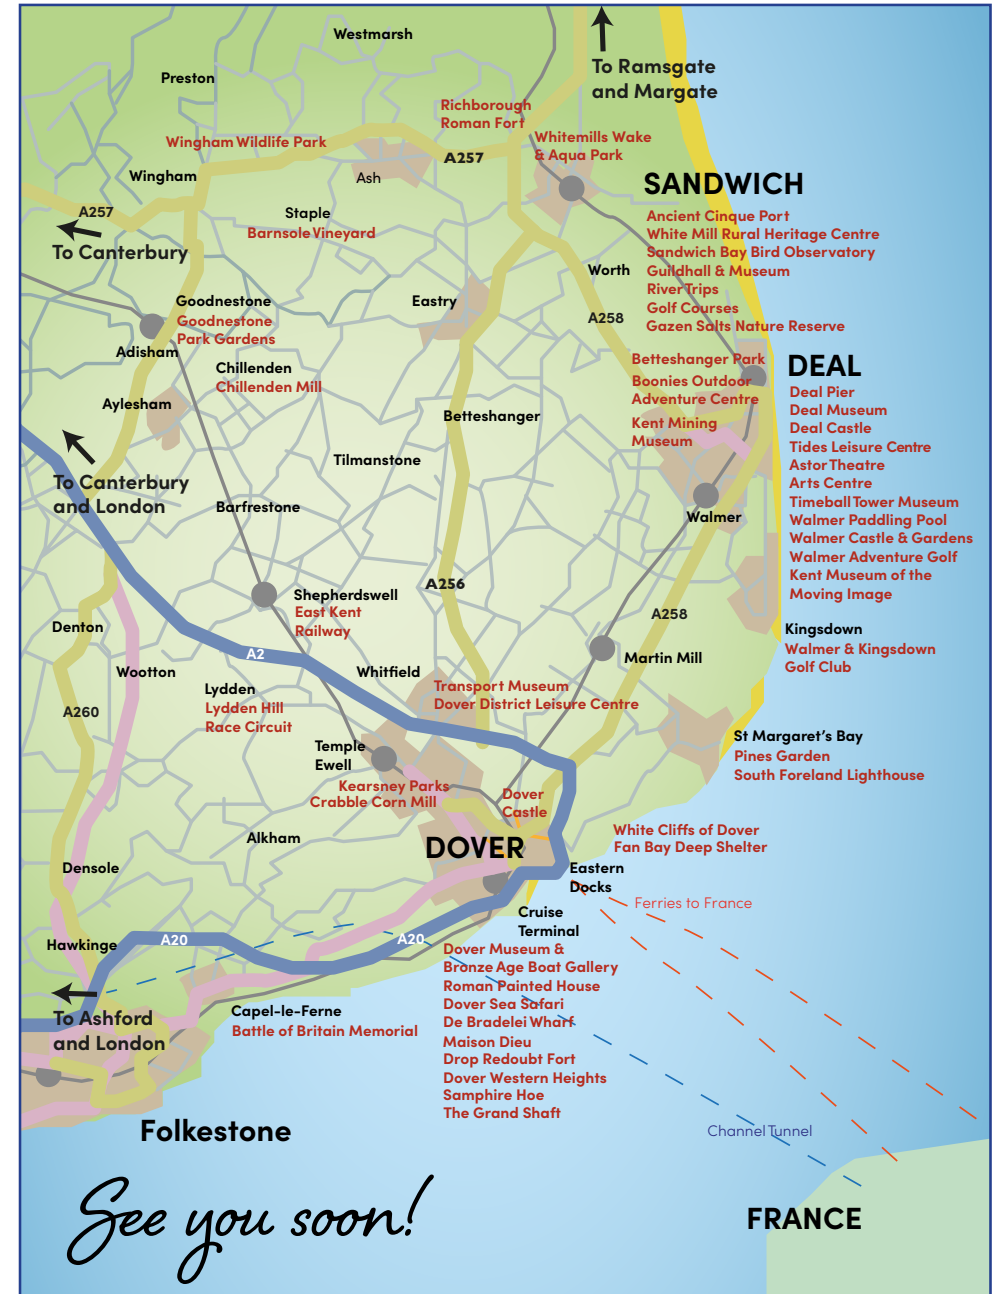 Westmarsh
To Ramsgate
and Margate
Preston
Richborough
Roman Fort
Wingham Wildlife Park
Whitemills Wake
& Aqua Park
A257
Wingham
Ash
SANDWICH
Ancient Cinque Port
White Mill Rural Heritage Centre
Sandwich Bay Bird Observatory
Guildhall & Museum
River Trips
Golf Courses
Gazen Salts Nature Reserve
A257
To Canterbury
Staple
Barnsole Vineyard
Worth
Goodnestone
Goodnestone
Park Gardens
Eastry
A258
Adisham
Chillenden
Chillenden Mill
Betteshanger Park
Boonies Outdoor
Adventure Centre
Kent Mining
Museum
DEAL
Deal Pier
Deal Museum
Deal Castle
Tides Leisure Centre
Astor Theatre
Arts Centre
Timeball Tower Museum
Walmer Paddling Pool
Walmer Castle & Gardens
Walmer Adventure Golf
Kent Museum of the
Moving Image
Aylesham
Betteshanger
Tilmanstone
To Canterbury
and London
Barfrestone
Walmer
A256
Shepherdswell
East Kent
Railway
A258
Denton
Kingsdown
Walmer & Kingsdown
Golf Club
A2
Martin Mill
Wootton
Whitfield
Transport Museum
Dover District Leisure Centre
Lydden
Lydden Hill
Race Circuit
A260
Temple
Ewell
St Margaret's Bay
Pines Garden
South Foreland Lighthouse
Kearsney Parks
Crabble Corn Mill
Dover
Castle
Alkham
DOVER
White Cliffs of Dover
Fan Bay Deep Shelter
Densole
Eastern
Docks
Ferries to France
Cruise
Terminal
Hawkinge
A20
A20
Dover Museum &
Bronze Age Boat Gallery
Roman Painted House
Dover Sea Safari
De Bradelei Wharf
Maison Dieu
Drop Redoubt Fort
Dover Western Heights
Samphire Hoe
The Grand Shaft
To Ashford
and London
Capel-le-Ferne
Battle of Britain Memorial
Folkestone
Channel Tunnel
See you soon!
FRANCE